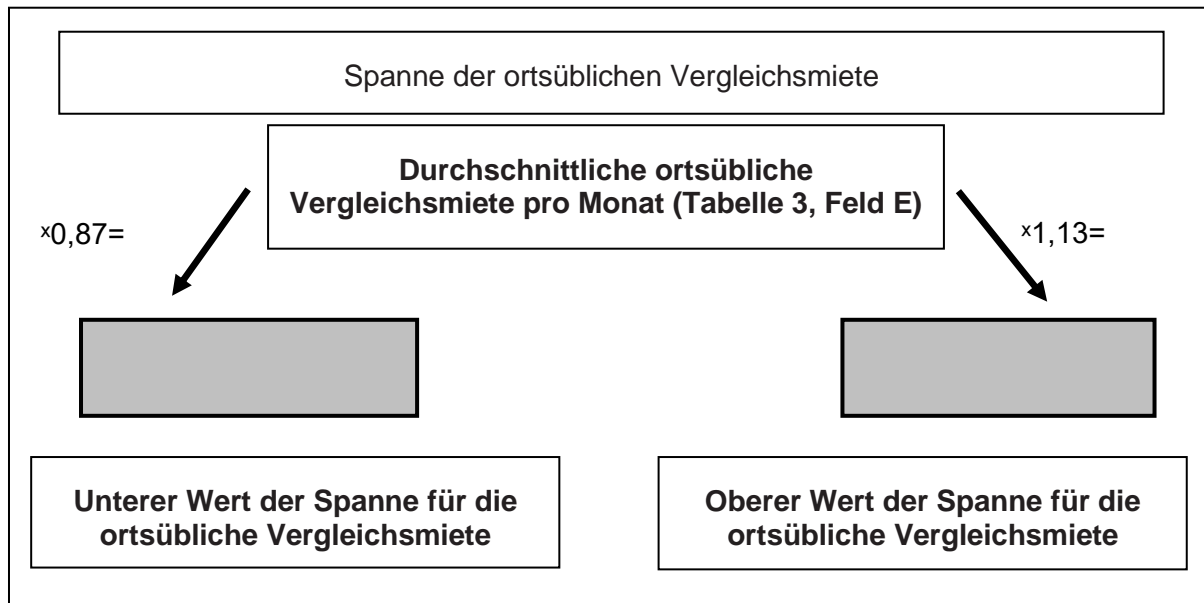 Spanne der ortsüblichen Vergleichsmiete
Durchschnittliche ortsübliche
Vergleichsmiete pro Monat (Tabelle 3, Feld E)
x0,87=
x1,13=
Unterer Wert der Spanne für die
ortsübliche Vergleichsmiete
Oberer Wert der Spanne für die
ortsübliche Vergleichsmiete